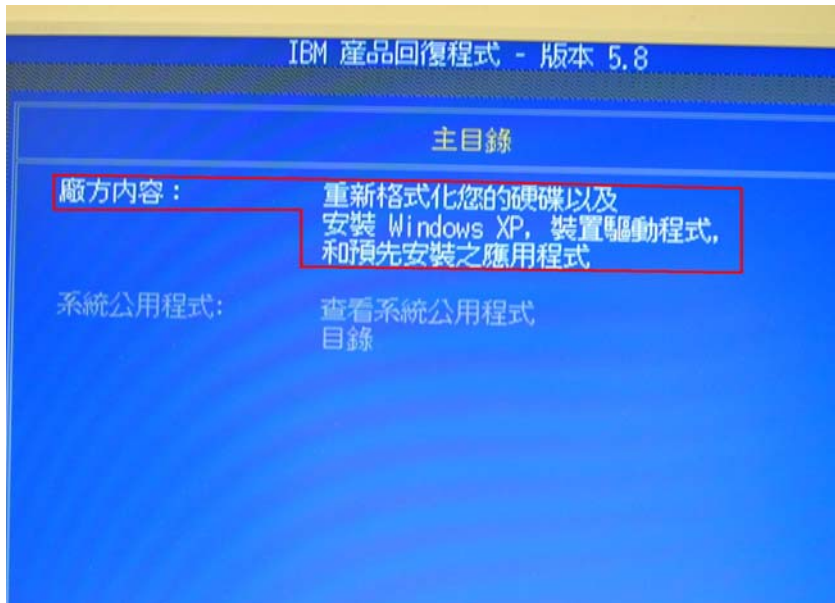 IBM 產品回復程式 - 版本 5.8
主目錄
廠方內容： 重新格式化您的硬碟以及
安裝 Windows XP, 裝置驅動程式,
和預先安裝之應用程式
系統公用程式: 查看系統公用程式
目錄